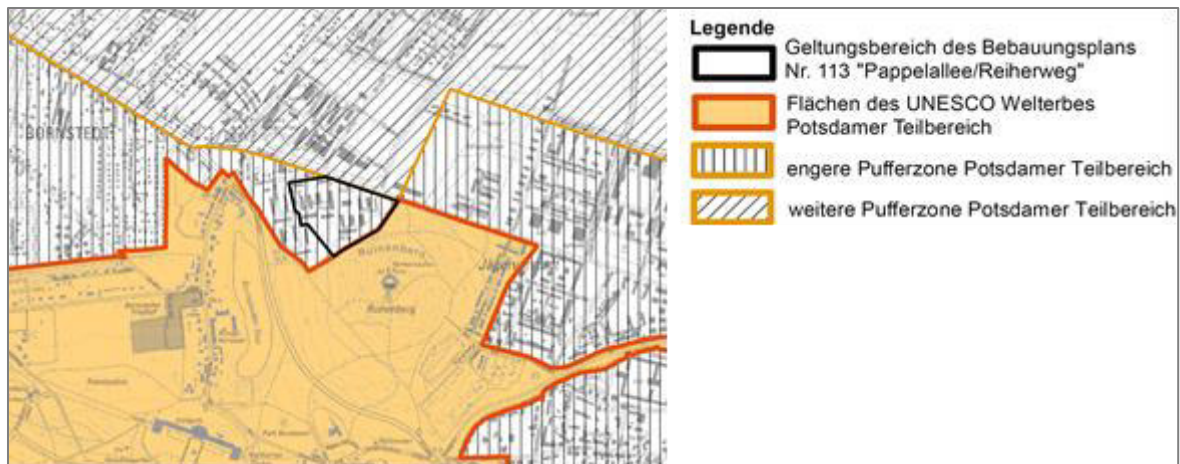 Legende
Geltungsbereich des Bebauungsplans
Nr. 113 "Pappelallee/Reiherweg"
Flächen des UNESCO Welterbes
Potsdamer Teilbereich
engere Pufferzone Potsdamer Teilbereich
weitere Pufferzone Potsdamer Teilbereich
BORNSTEDT
Ruinenberg
Ruinenberg